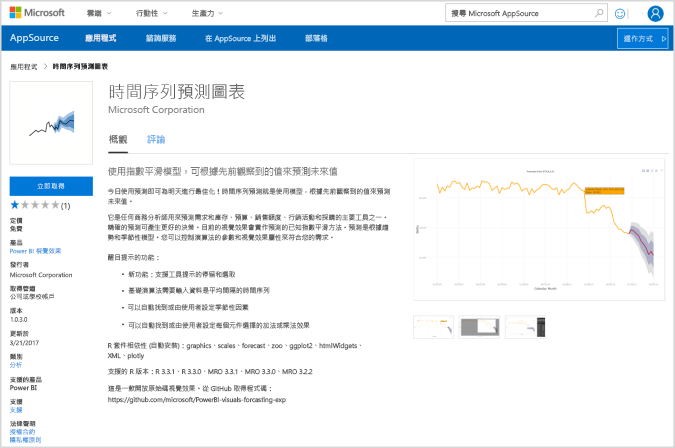 Microsoft 雲端 行動性 生產力 搜尋 Microsoft AppSource
AppSource 應用程式 諮詢服務 在 AppSource 上列出 部落格 運作方式
應用程式 > 時間序列預測圖表
時間序列預測圖表
Microsoft Corporation
概觀 評論
立即取得
(1)
定價
免費
產品
Power BI 視覺效果
發行者
Microsoft Corporation
取得管道
公司或學校帳戶
版本
1.0.3.0
更新於
3/21/2017
類別
分析
支援的產品
Power BI
支援
支援
法律聲明
授權合約
隱私權原則
使用指數平滑模型，可根據先前觀察到的值來預測未來值
今日使用預測即可為明天進行最佳化！時間序列預測就是使用模型，根據先前觀察到的值來預測
未來值。
它是任何商務分析師用來預測需求和庫存、預算、銷售額度、行銷活動和採購的主要工具之一。
精確的預測可產生更好的決策。目前的視覺效果會實作預測的已知指數平滑方法。預測是根據趨
勢和季節性模型。您可以控制演算法的參數和視覺效果屬性來符合您的需求。
醒目提示的功能：
• 新功能：支援工具提示的停留和選取
• 基礎演算法需要輸入資料是平均間隔的時間序列
• 可以自動找到或由使用者設定季節性因素
• 可以自動找到或由使用者設定每個元件選擇的加法或乘法效果
R 套件相依性 (自動安裝)：graphics、scales、forecast、zoo、ggplot2、htmlWidgets、
XML、plotly
支援的 R 版本：R 3.3.1、R 3.3.0、MRO 3.3.1、MRO 3.3.0、MRO 3.2.2
這是一款開放原始碼視覺效果。從 GitHub 取得程式碼：
https://github.com/microsoft/PowerBI-visuals-forcasting-exp
Calendar Month